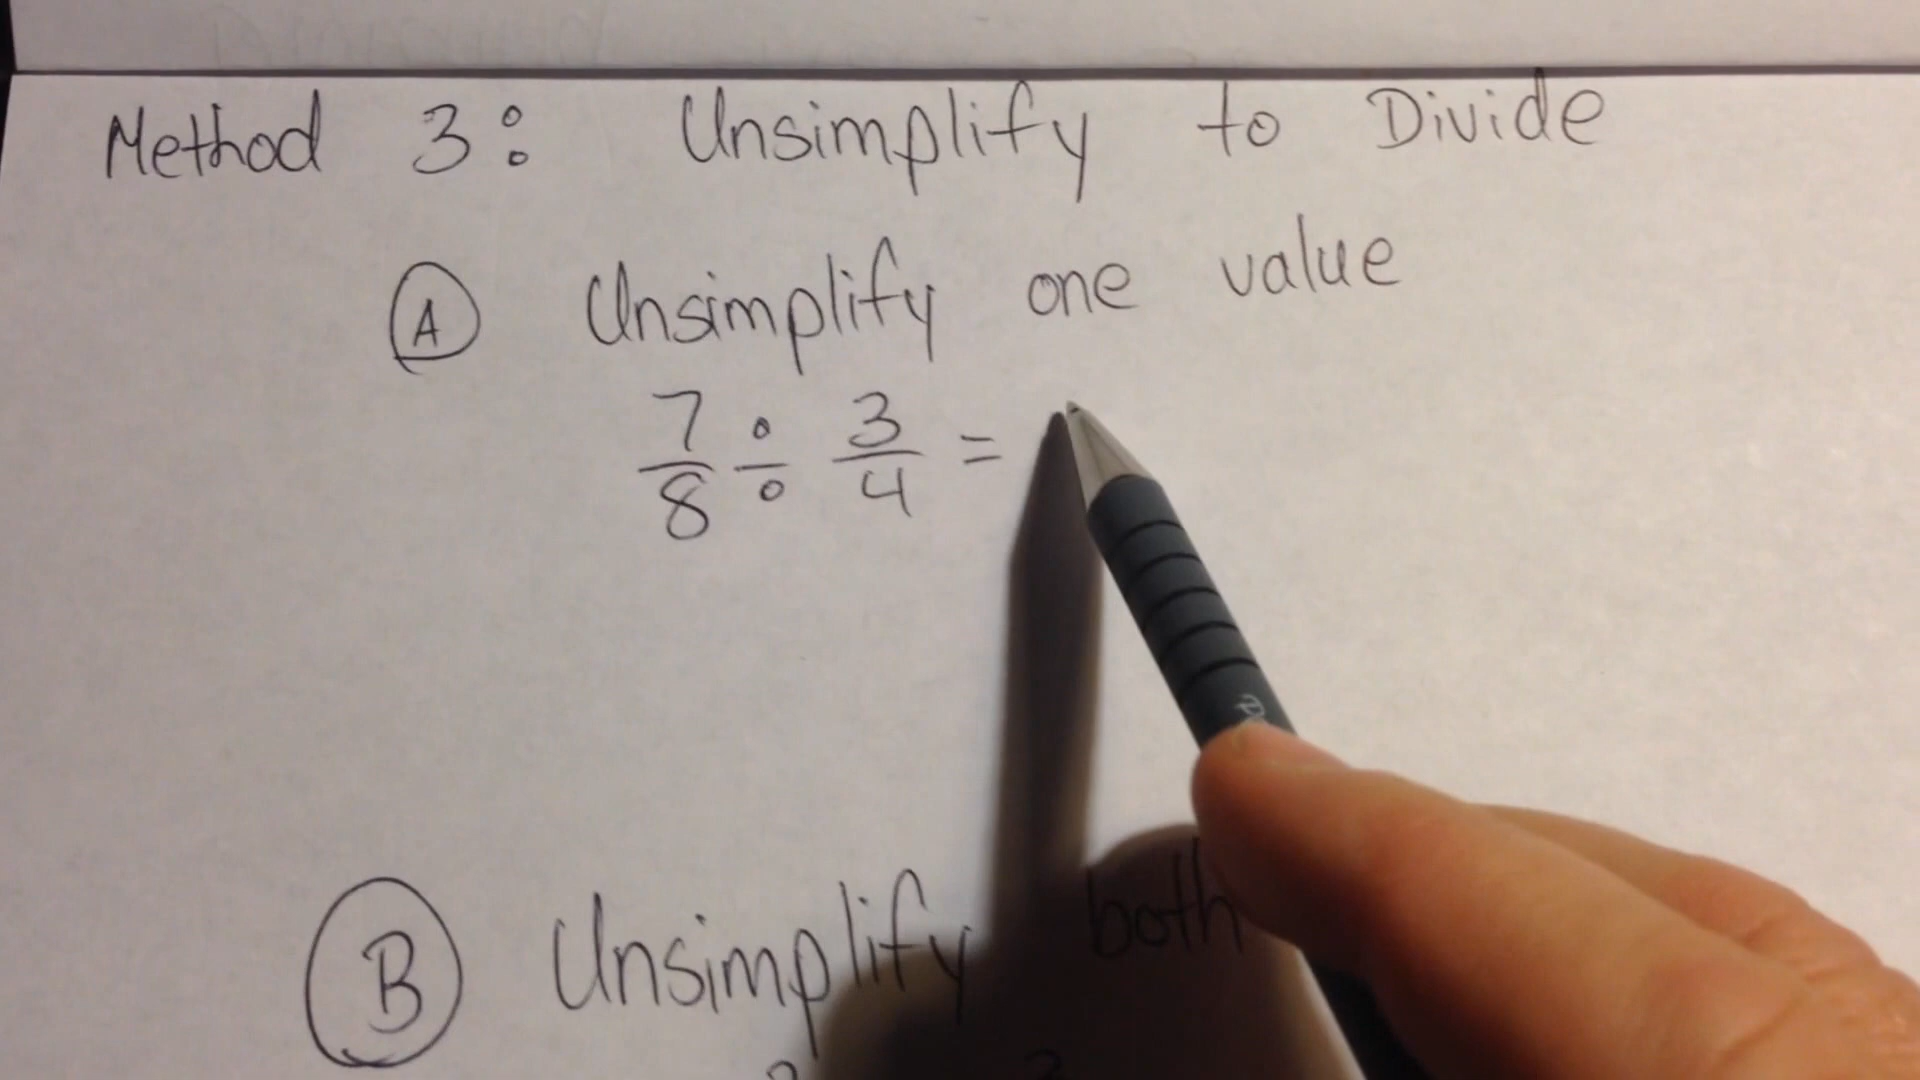 Method 3: Unsimplify to Divide
A Unsimplify one value
7/8 ÷ 3/4 =
B Unsimplify both